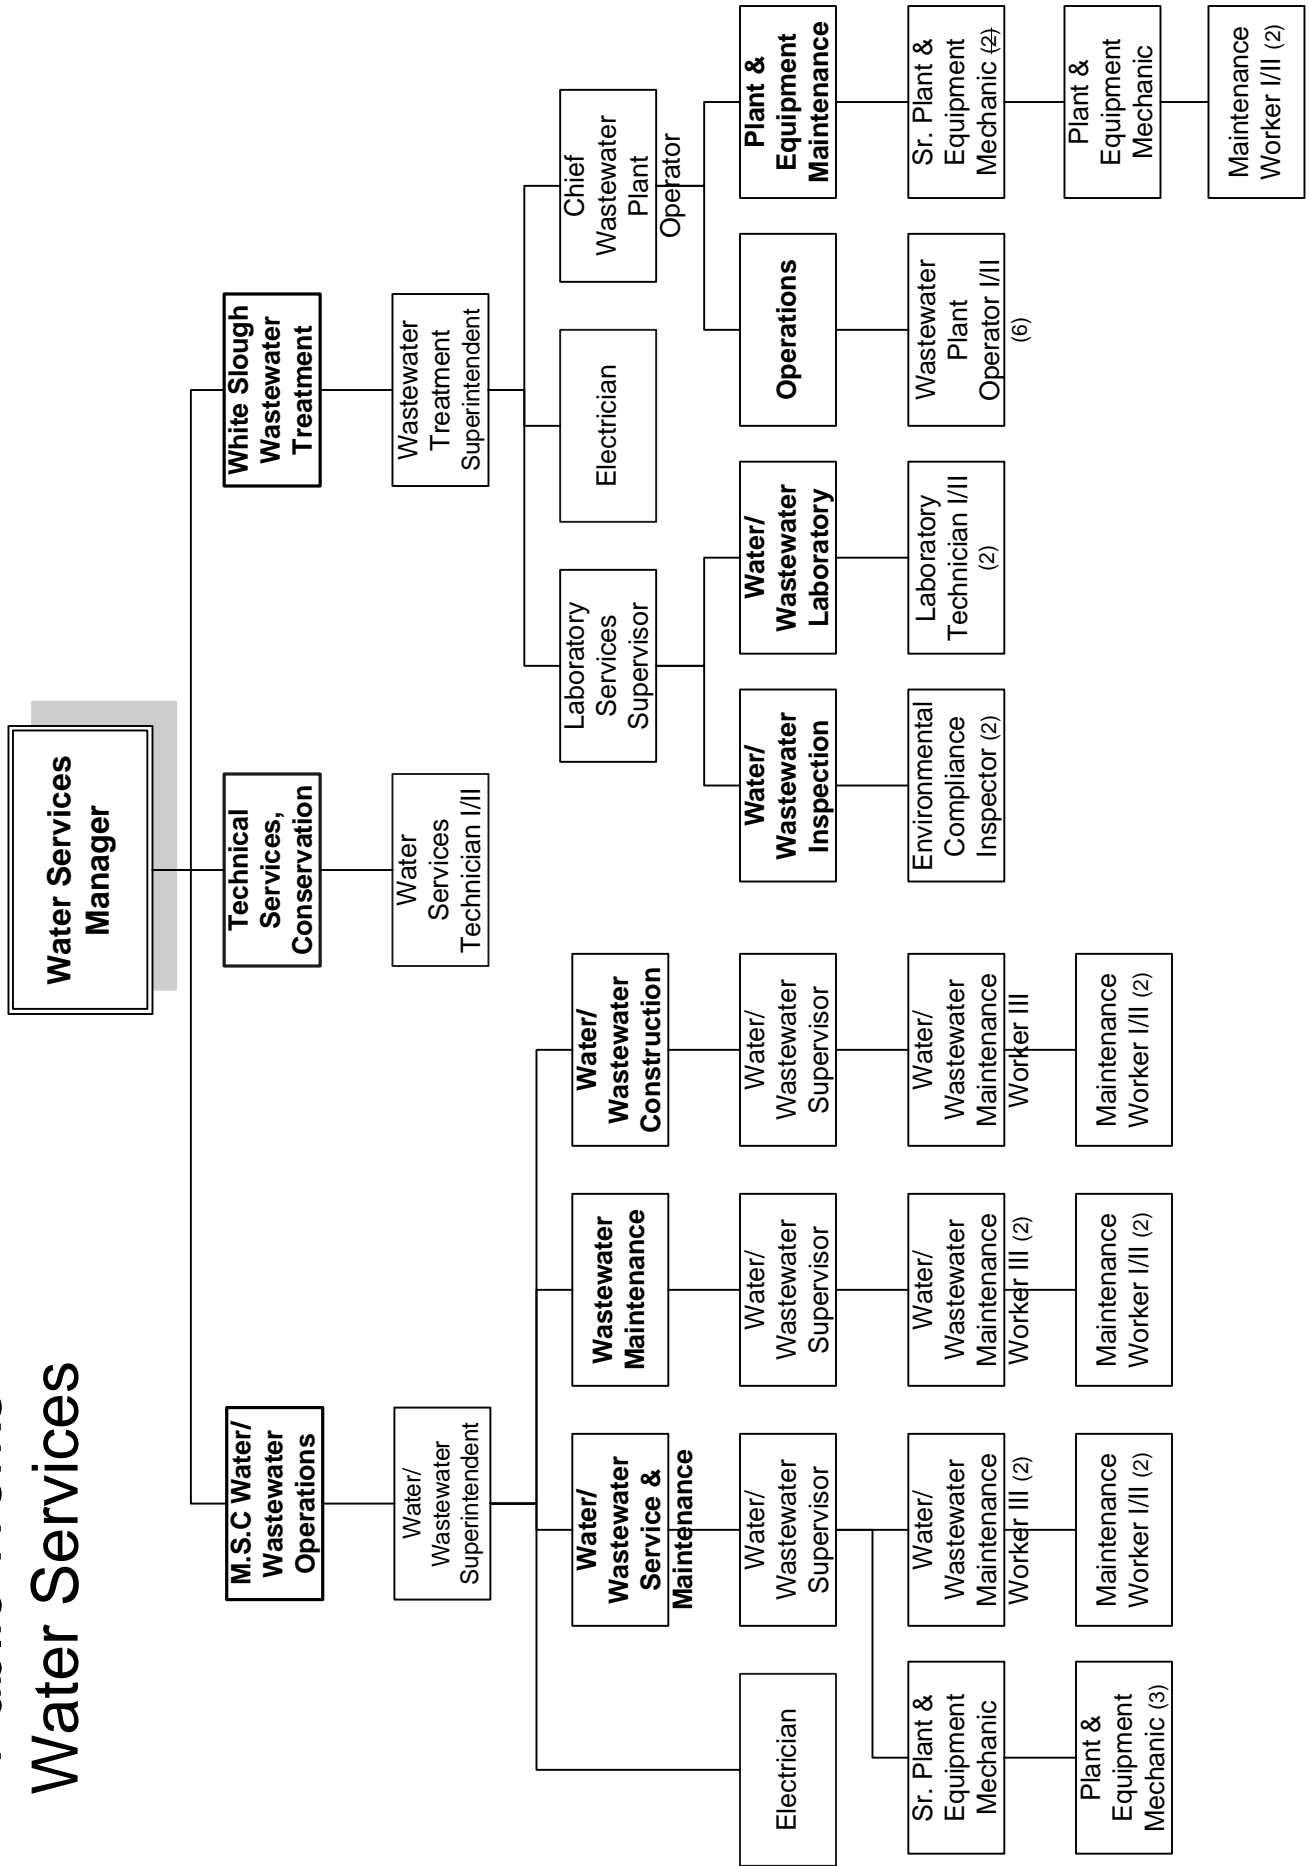 Water Services
Water Services
Manager
M.S.C Water/
Wastewater
Operations
Technical
Services,
Conservation
White Slough
Wastewater
Treatment
Water/
Wastewater
Superintendent
Water
Services
Technician I/II
Wastewater
Treatment
Superintendent
Laboratory
Services
Supervisor
Electrician
Chief
Wastewater
Plant
Operator
Water/
Wastewater
Service &
Maintenance
Wastewater
Maintenance
Water/
Wastewater
Construction
Electrician
Water/
Wastewater
Supervisor
Water/
Wastewater
Supervisor
Water/
Wastewater
Supervisor
Water/
Wastewater
Inspection
Water/
Wastewater
Laboratory
Operations
Plant &
Equipment
Maintenance
Sr. Plant &
Equipment
Mechanic
Water/
Wastewater
Maintenance
Worker III (2)
Water/
Wastewater
Maintenance
Worker III (2)
Water/
Wastewater
Maintenance
Worker III
Environmental
Compliance
Inspector (2)
Laboratory
Technician I/II
(2)
Wastewater
Plant
Operator I/II
(6)
Sr. Plant &
Equipment
Mechanic (2)
Plant &
Equipment
Mechanic (3)
Maintenance
Worker I/II (2)
Maintenance
Worker I/II (2)
Maintenance
Worker I/II (2)
Plant &
Equipment
Mechanic
Maintenance
Worker I/II (2)